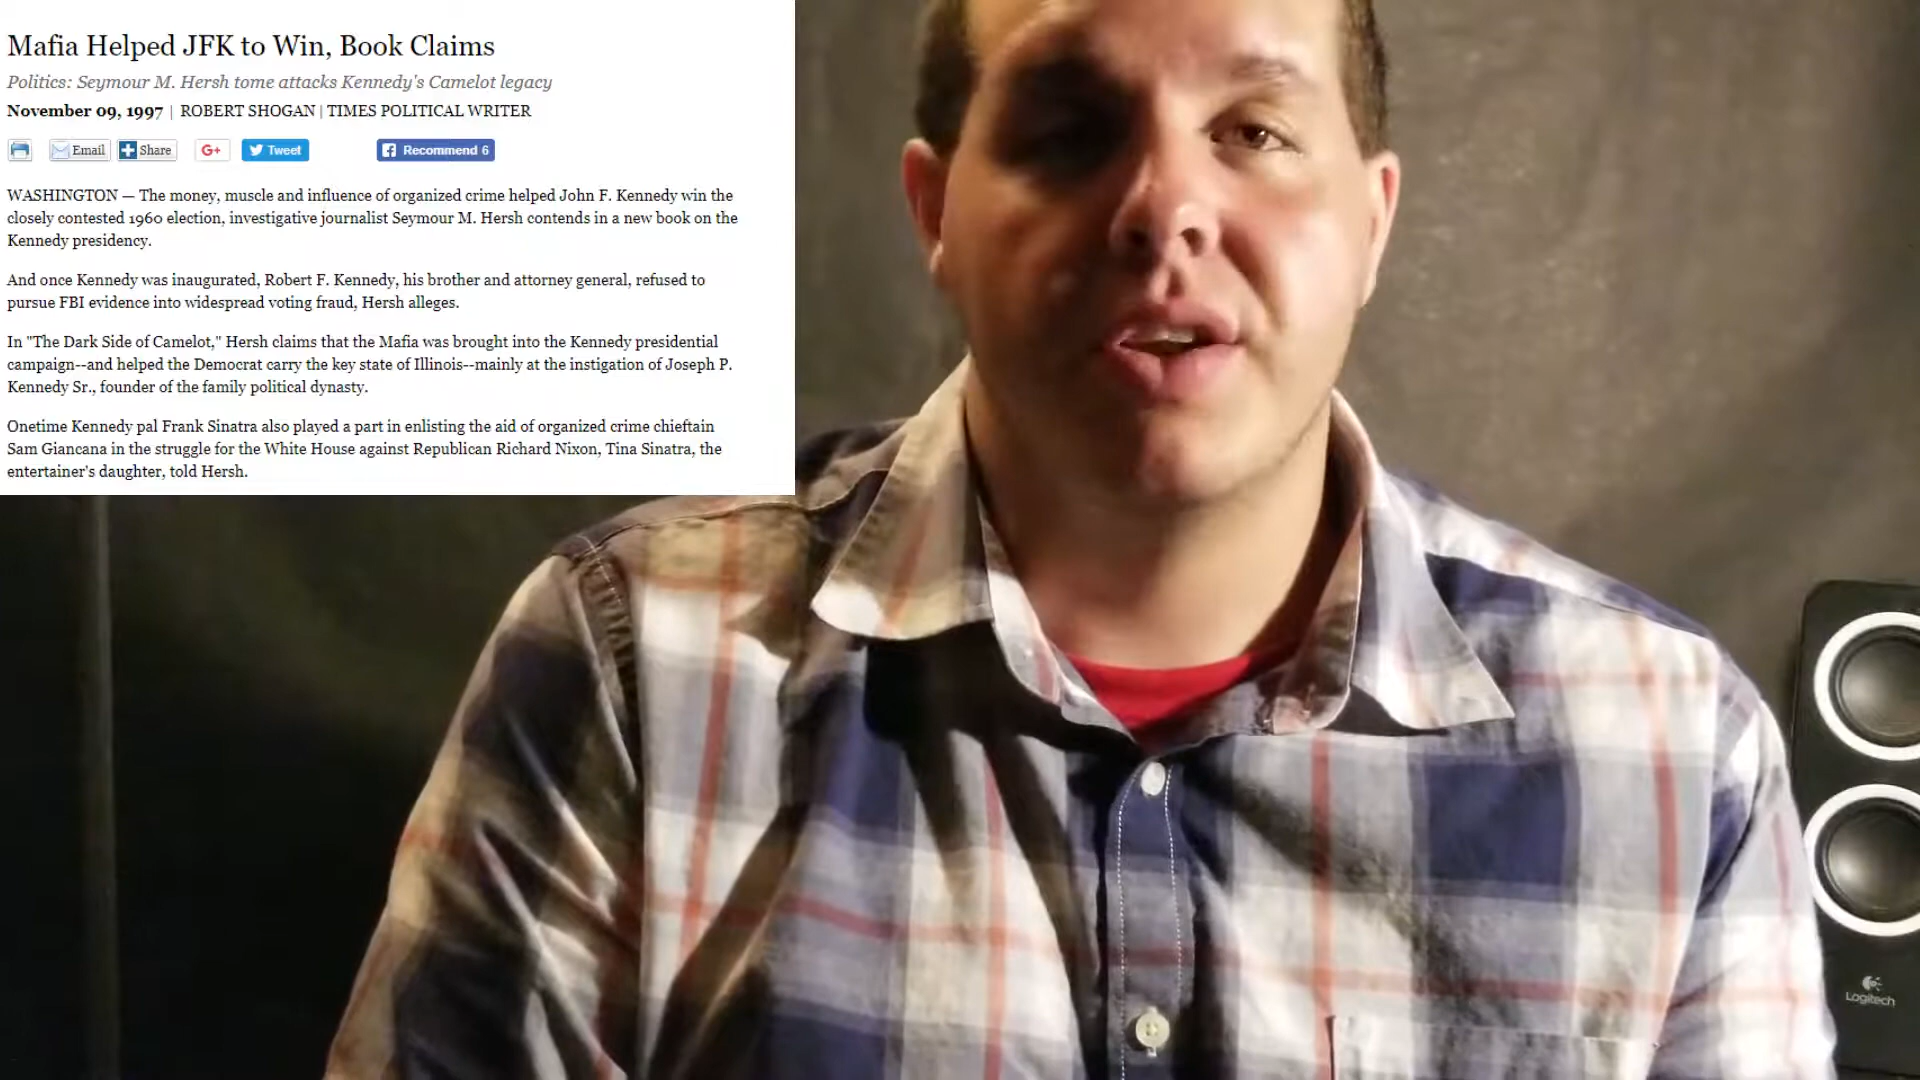 Mafia Helped JFK to Win, Book Claims
Politics: Seymour M. Hersh tome attacks Kennedy's Camelot legacy
November 09, 1997 | ROBERT SHOGAN | TIMES POLITICAL WRITER
Email Share G+ Tweet Recommend 6
WASHINGTON — The money, muscle and influence of organized crime helped John F. Kennedy win the
closely contested 1960 election, investigative journalist Seymour M. Hersh contends in a new book on the
Kennedy presidency.
And once Kennedy was inaugurated, Robert F. Kennedy, his brother and attorney general, refused to
pursue FBI evidence into widespread voting fraud, Hersh alleges.
In "The Dark Side of Camelot," Hersh claims that the Mafia was brought into the Kennedy presidential
campaign--and helped the Democrat carry the key state of Illinois--mainly at the instigation of Joseph P.
Kennedy Sr., founder of the family political dynasty.
Onetime Kennedy pal Frank Sinatra also played a part in enlisting the aid of organized crime chieftain
Sam Giancana in the struggle for the White House against Republican Richard Nixon, Tina Sinatra, the
entertainer's daughter, told Hersh.
Logitech